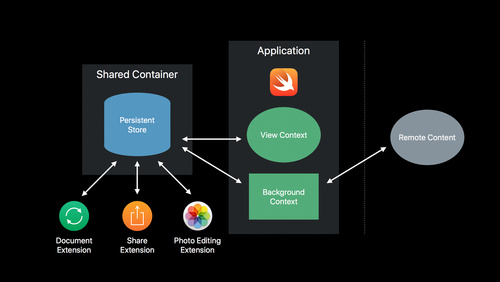 Application
Shared Container
Persistent
Store
View Context
Remote Content
Background
Context
Document
Extension
Share
Extension
Photo Editing
Extension